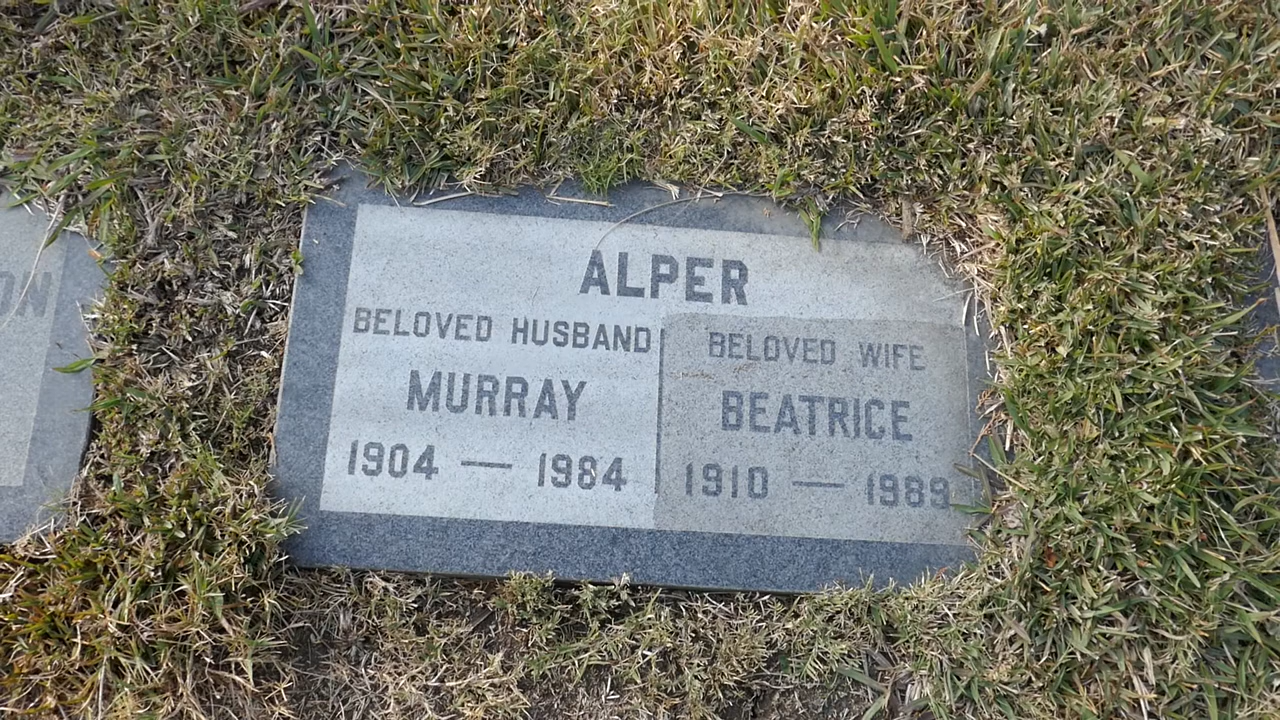 ALPER
BELOVED HUSBAND
MURRAY
1904 — 1984
BELOVED WIFE
BEATRICE
1910 — 1989